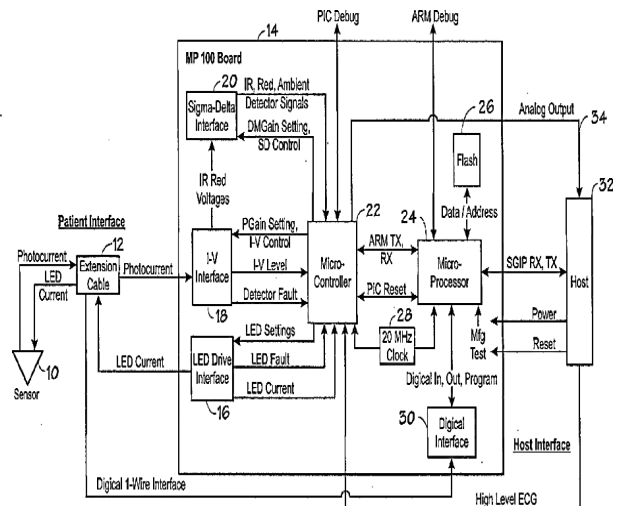 PIC Debug
ARM Debug
14
MP 100 Board
20
Sigma-Delta
Interface
IR, Red, Ambient
Detector Signals
DMGain Setting,
SD Control
26
Flash
Analog Output
34
32
IR Red
Voltages
Data / Address
Patient Interface
12
Extension
Cable
Photocurrent
LED
Current
Photocurrent
PGain Setting,
I-V Control
I-V
Interface
18
I-V Level
Detector Fault
22
Micro-
Controller
24
Micro-
Processor
ARM TX,
RX
PIC Reset
SGIP RX, TX
Host
Power
Reset
Mfg
Test
28
20 MHz
Clock
LED Settings
LED Drive
Interface
16
LED Fault
LED Current
LED Current
10
Sensor
Digical In, Out, Program
30
Digical
Interface
Host Interface
Digical 1-Wire Interface
High Level ECG